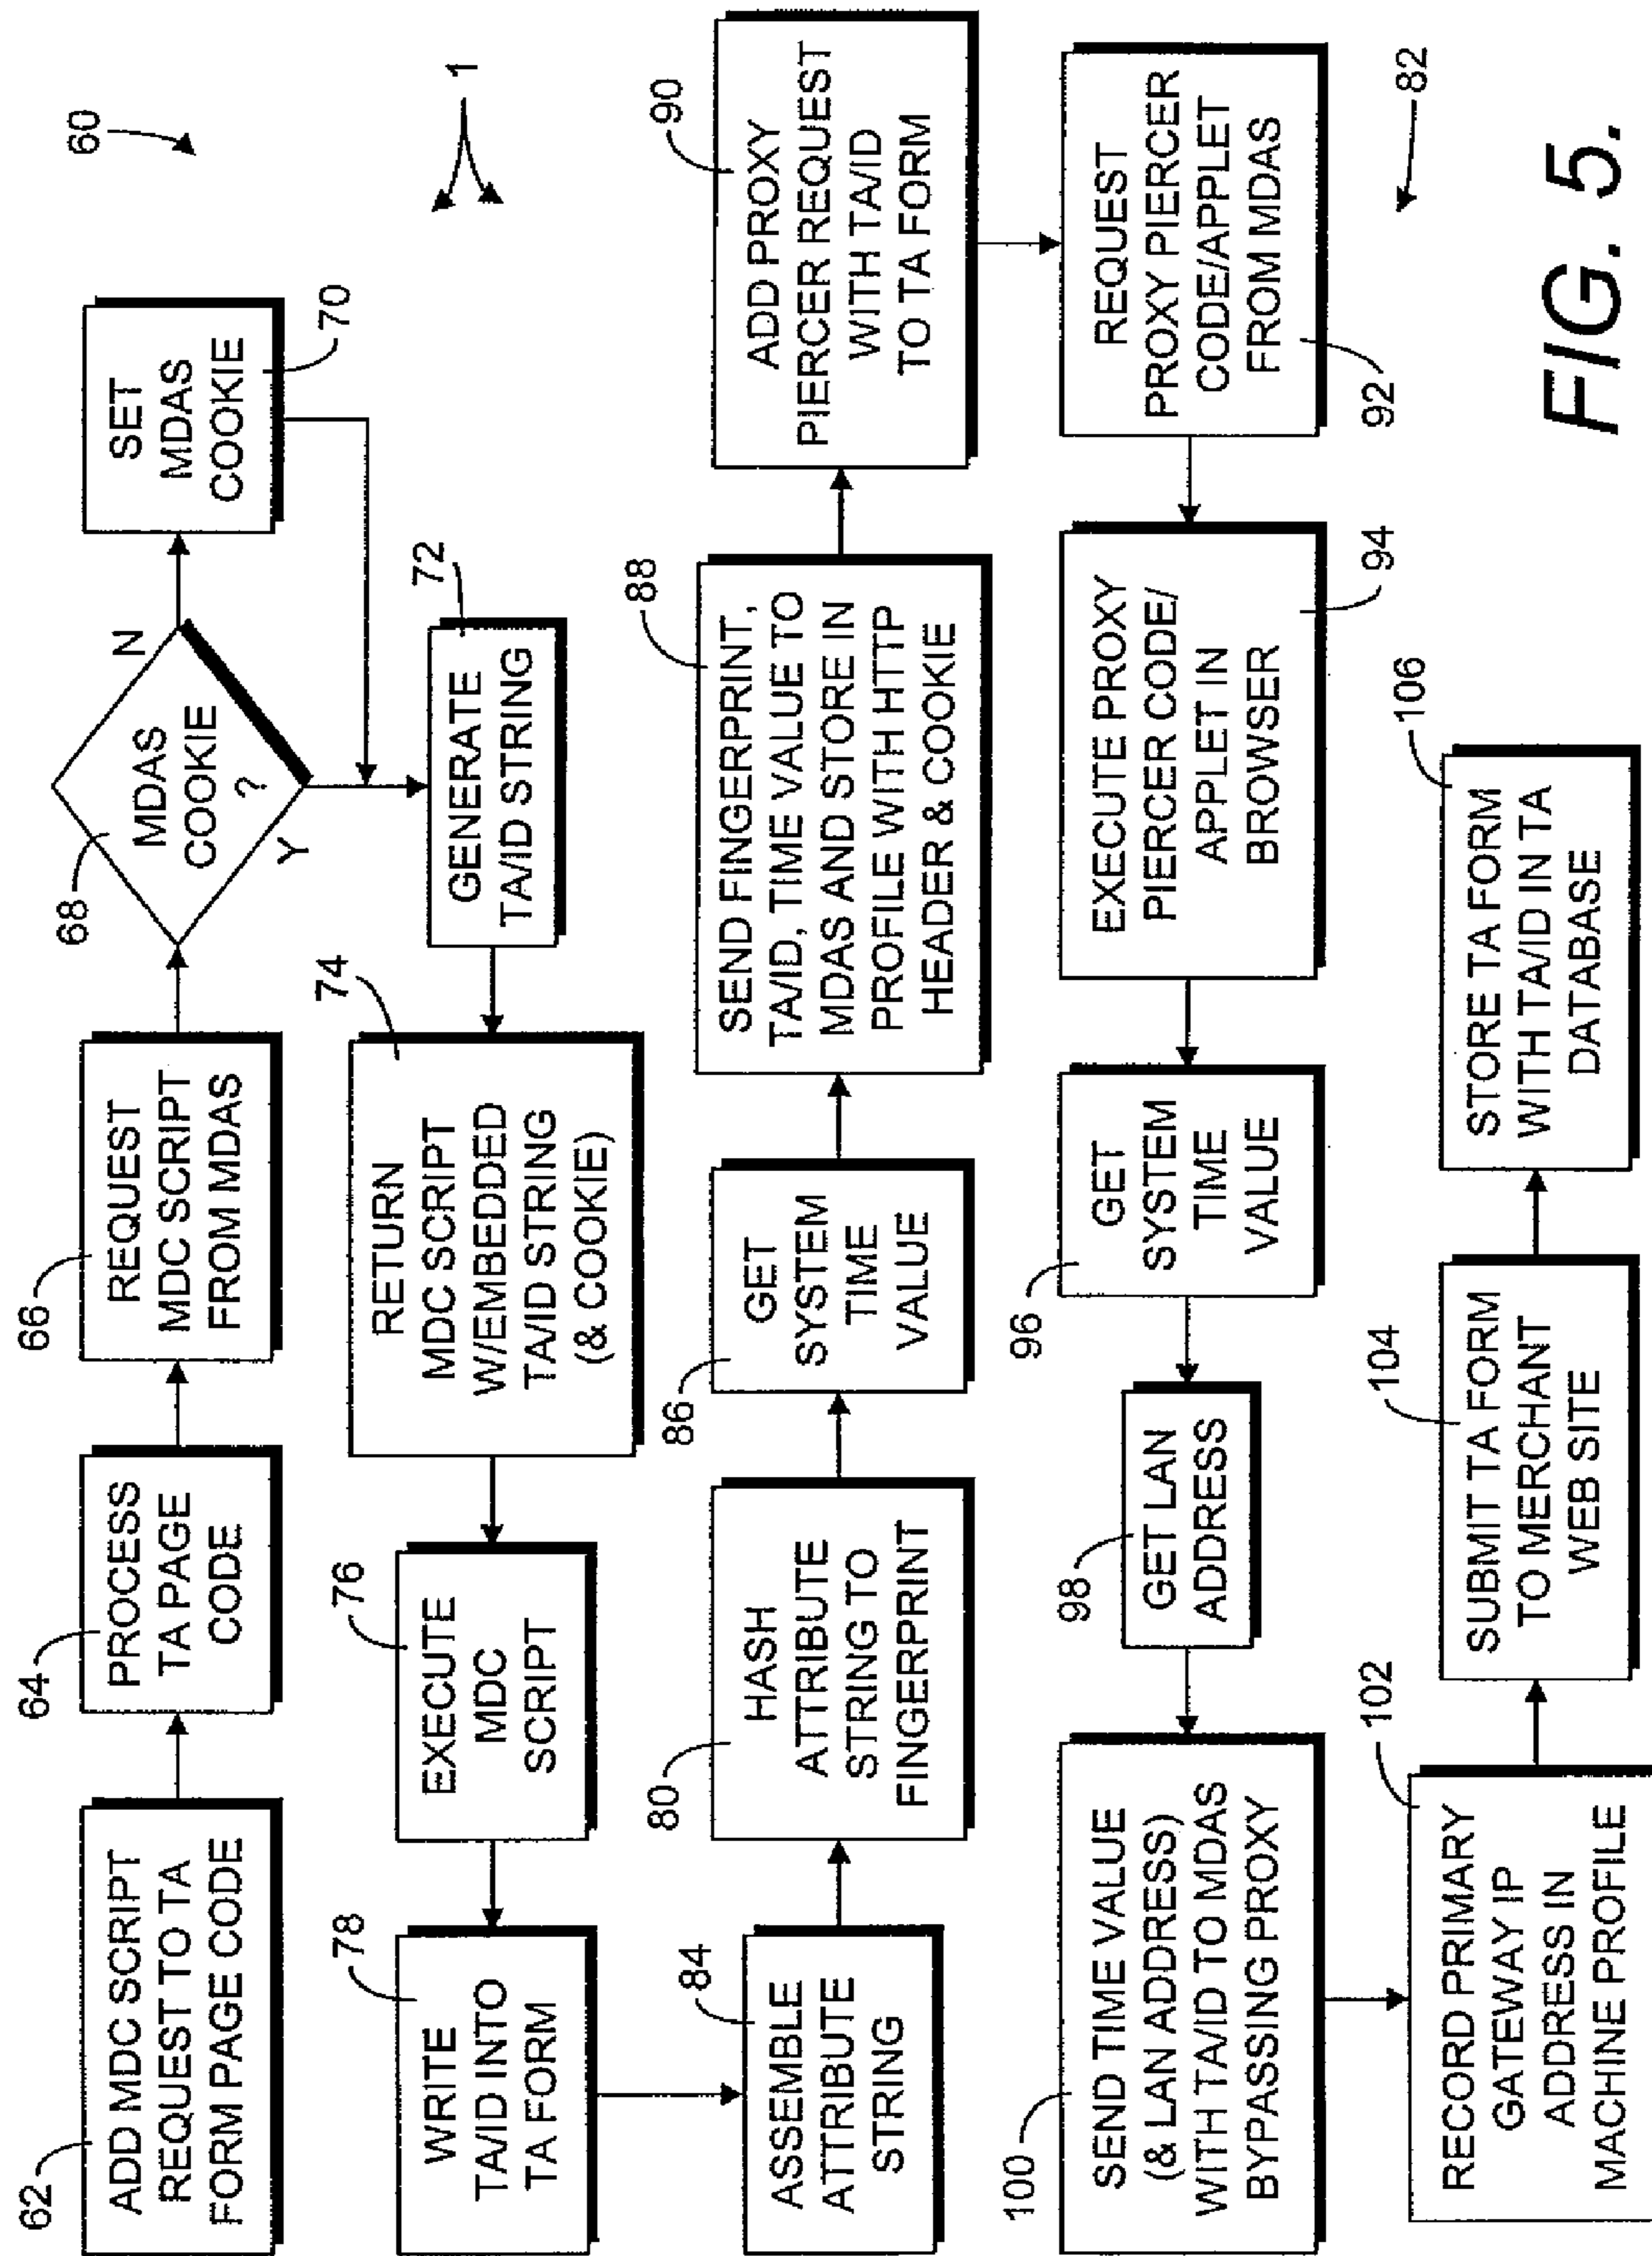 60
1
62
ADD MDC SCRIPT
REQUEST TO TA
FORM PAGE CODE
64
PROCESS
TA PAGE
CODE
66
REQUEST
MDC SCRIPT
FROM MDAS
68
MDAS
COOKIE
?
N
Y
SET
MDAS
COOKIE
70
72
GENERATE
TA/ID STRING
74
RETURN
MDC SCRIPT
W/EMBEDDED
TA/ID STRING
(& COOKIE)
76
EXECUTE
MDC
SCRIPT
78
WRITE
TA/ID INTO
TA FORM
84
ASSEMBLE
ATTRIBUTE
STRING
80
HASH
ATTRIBUTE
STRING TO
FINGERPRINT
86
GET
SYSTEM
TIME
VALUE
88
SEND FINGERPRINT,
TA/ID, TIME VALUE TO
MDAS AND STORE IN
PROFILE WITH HTTP
HEADER & COOKIE
90
ADD PROXY
PIERCER REQUEST
WITH TA/ID
TO TA FORM
REQUEST
PROXY PIERCER
CODE/APPLET
FROM MDAS
92
82
EXECUTE PROXY
PIERCER CODE/
APPLET IN
BROWSER
94
GET
SYSTEM
TIME
VALUE
96
98
GET LAN
ADDRESS
100
SEND TIME VALUE
(& LAN ADDRESS)
WITH TA/ID TO MDAS
BYPASSING PROXY
102
RECORD PRIMARY
GATEWAY IP
ADDRESS IN
MACHINE PROFILE
104
SUBMIT TA FORM
TO MERCHANT
WEB SITE
106
STORE TA FORM
WITH TA/ID IN TA
DATABASE
FIG. 5.